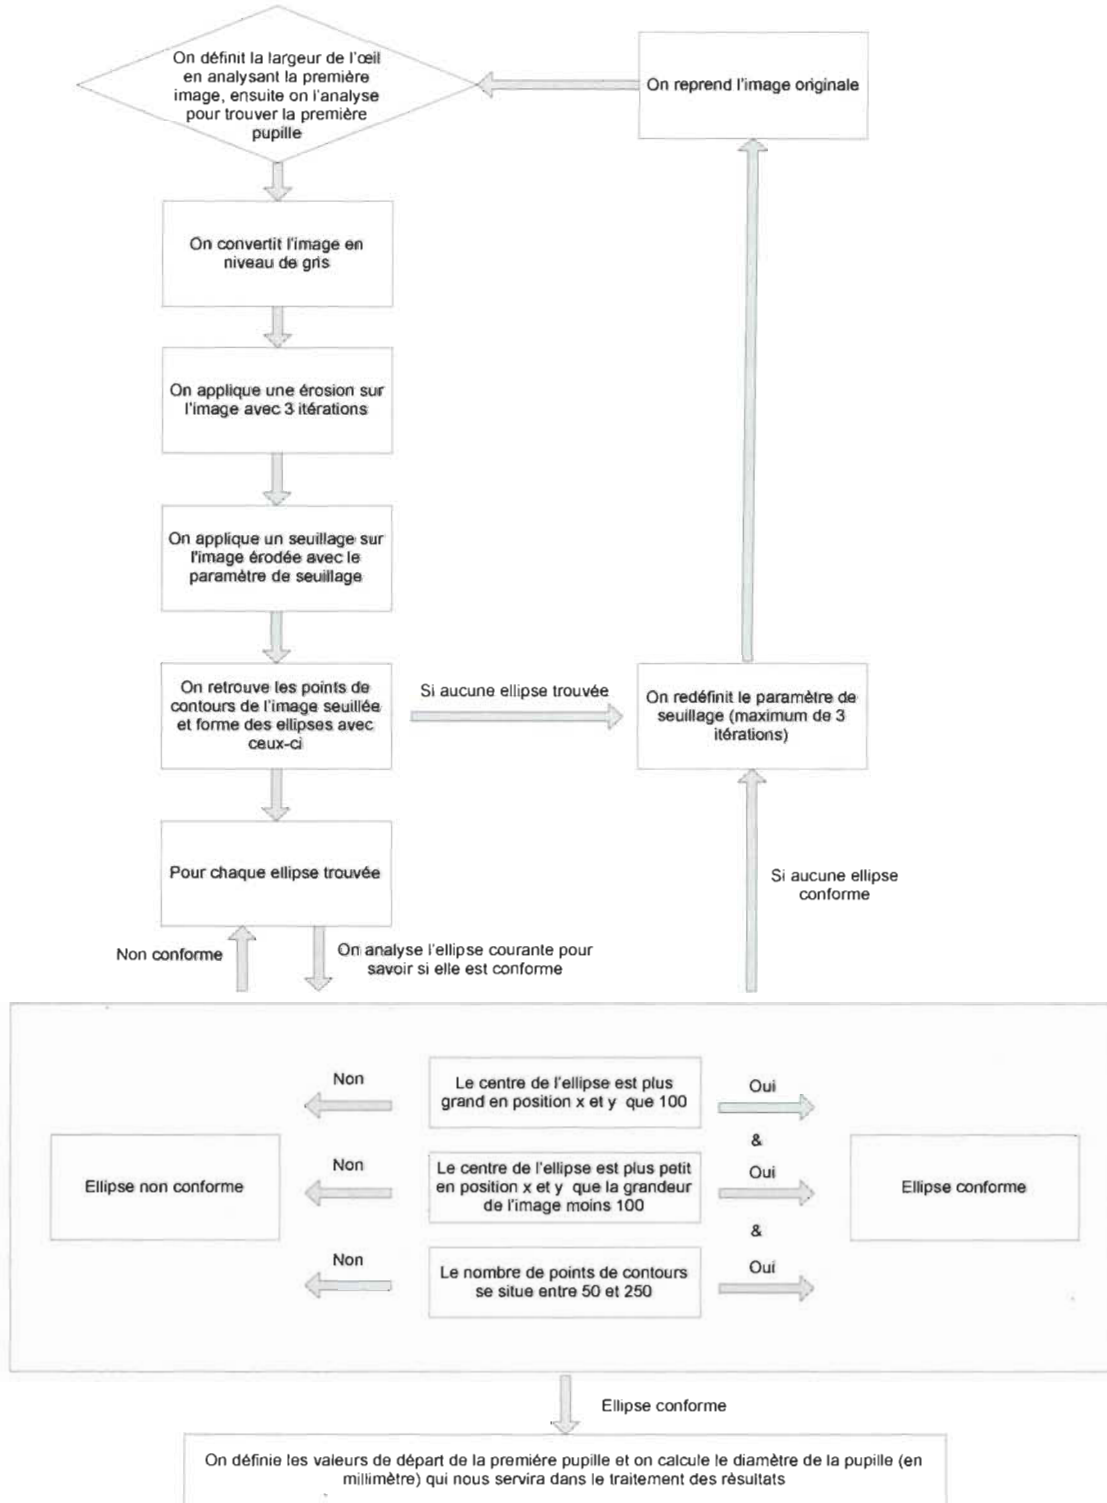 On définit la largeur de l'œil
en analysant la première
image, ensuite on l'analyse
pour trouver la première
pupille
On reprend l'image originale
On convertit l'image en
niveau de gris
On applique une érosion sur
l'image avec 3 itérations
On applique un seuillage sur
l'image érodée avec le
paramètre de seuillage
On retrouve les points de
contours de l'image seuillée
et forme des ellipses avec
ceux-ci
Si aucune ellipse trouvée
On redéfinit le paramètre de
seuillage (maximum de 3
itérations)
Pour chaque ellipse trouvée
Si aucune ellipse
conforme
Non conforme
On analyse l'ellipse courante pour
savoir si elle est conforme
Non
Le centre de l'ellipse est plus
grand en position x et y que 100
Oui
&
Ellipse non conforme
Non
Le centre de l'ellipse est plus petit
en position x et y que la grandeur
de l'image moins 100
Oui
Ellipse conforme
&
Non
Le nombre de points de contours
se situe entre 50 et 250
Oui
Ellipse conforme
On définie les valeurs de départ de la première pupille et on calcule le diamètre de la pupille (en
millimètre) qui nous servira dans le traitement des résultats